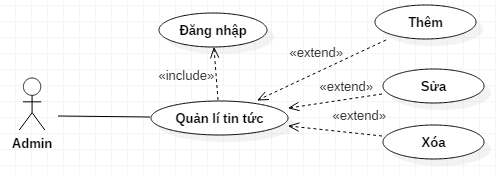 Thêm
Đăng nhập
«extend»
«include»
«extend»
Sửa
Quản lí tin tức
«extend»
Admin
Xóa